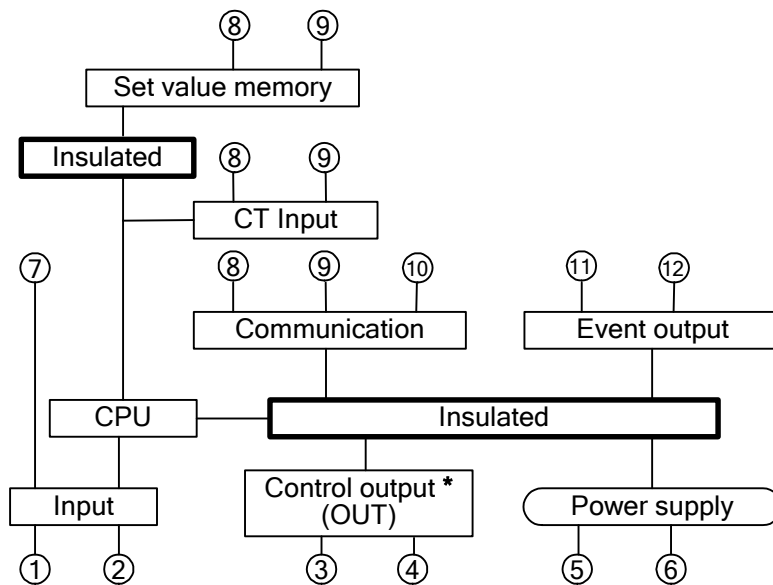 ⑧ ⑨
Set value memory
Insulated
⑧ ⑨
CT Input
⑦
⑧ ⑨ ⑩
⑪ ⑫
Communication
Event output
CPU
Insulated
Control output *
(OUT)
Input
Power supply
① ②
③ ④
⑤ ⑥